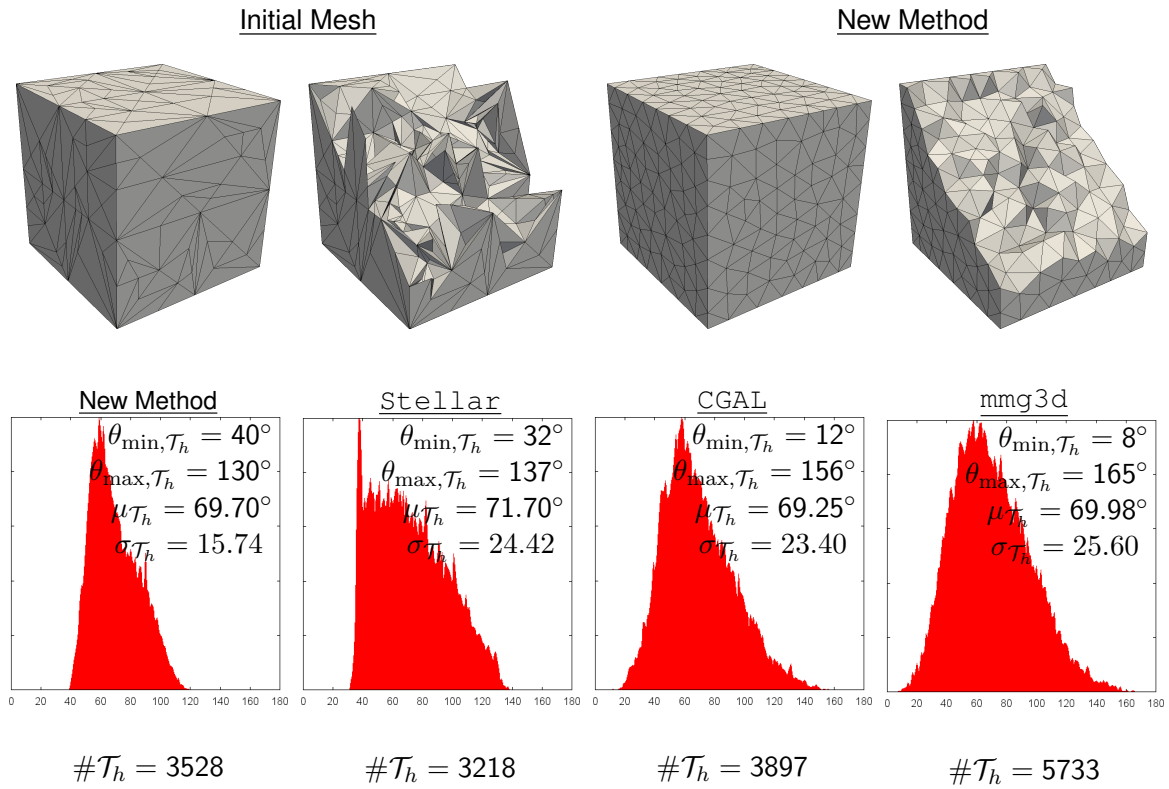 Initial Mesh New Method
New Method Stellar CGAL mmg3d
θmin,𝒯h = 40° θmin,𝒯h = 32° θmin,𝒯h = 12° θmin,𝒯h = 8°
θmax,𝒯h = 130° θmax,𝒯h = 137° θmax,𝒯h = 156° θmax,𝒯h = 165°
μ𝒯h = 69.70° μ𝒯h = 71.70° μ𝒯h = 69.25° μ𝒯h = 69.98°
σ𝒯h = 15.74 σ𝒯h = 24.42 σ𝒯h = 23.40 σ𝒯h = 25.60
0 20 40 60 80 100 120 140 160 180 0 20 40 60 80 100 120 140 160 180 0 20 40 60 80 100 120 140 160 180 0 20 40 60 80 100 120 140 160 180
#𝒯h = 3528 #𝒯h = 3218 #𝒯h = 3897 #𝒯h = 5733